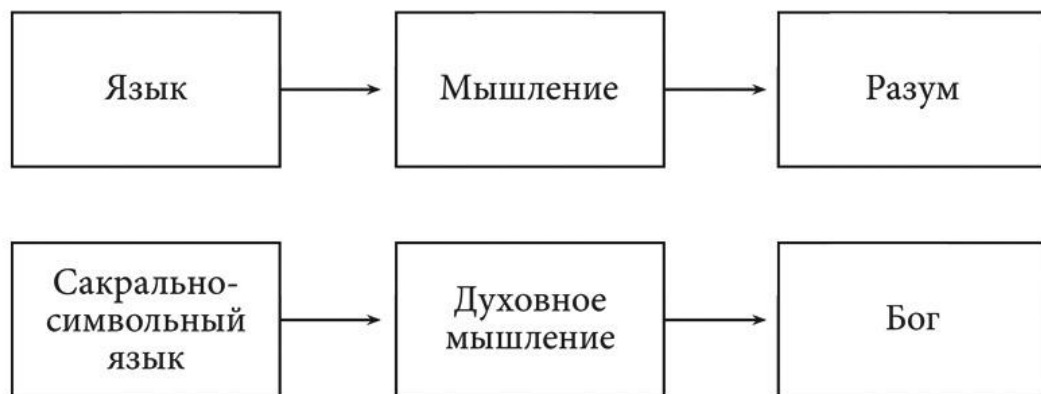 Язык
Мышление
Разум
Сакрально-
символьный
язык
Духовное
мышление
Бог